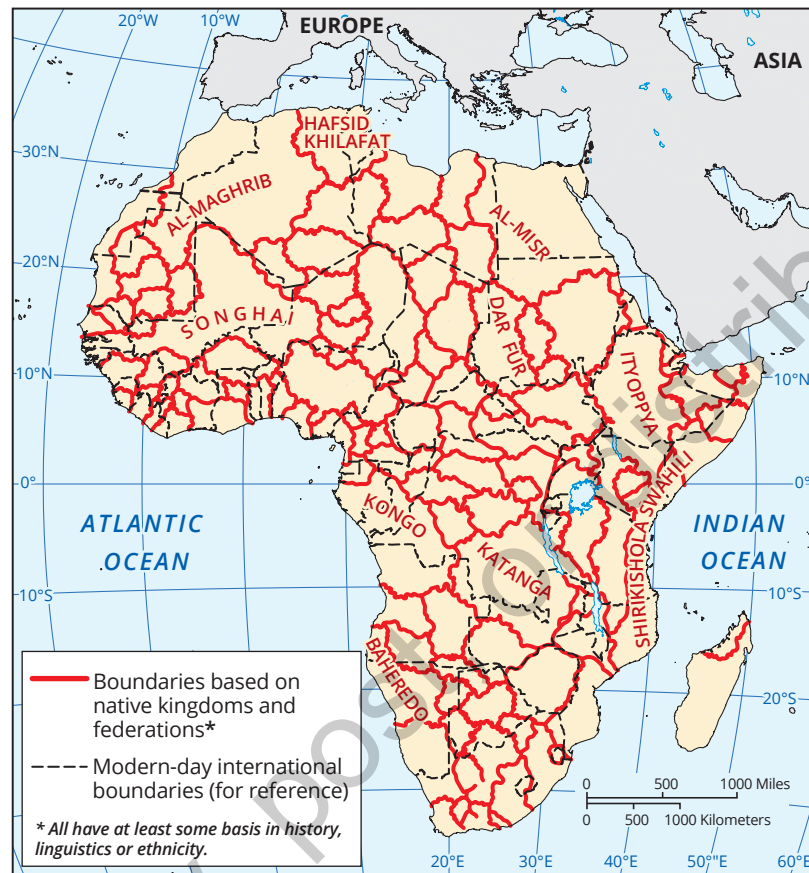 20°W
10°W
EUROPE
ASIA
30°N
HAFSID
KHILAFAT
AL-MAGHRIB
AL-MISR
20°N
SONGHAI
DAR FUR
10°N
10°N
ITYOPPYA
0°
0°
KONGO
SHIRIKISHOLA SWAHILI
ATLANTIC
OCEAN
INDIAN
OCEAN
KATANGA
10°S
10°S
BAHEREDO
20°S
Boundaries based on
native kingdoms and
federations*
Modern-day international
boundaries (for reference)
* All have at least some basis in history,
linguistics or ethnicity.
0 500 1000 Miles
0 500 1000 Kilometers
20°E
30°E
40°E
50°E
60°E
post or distrib